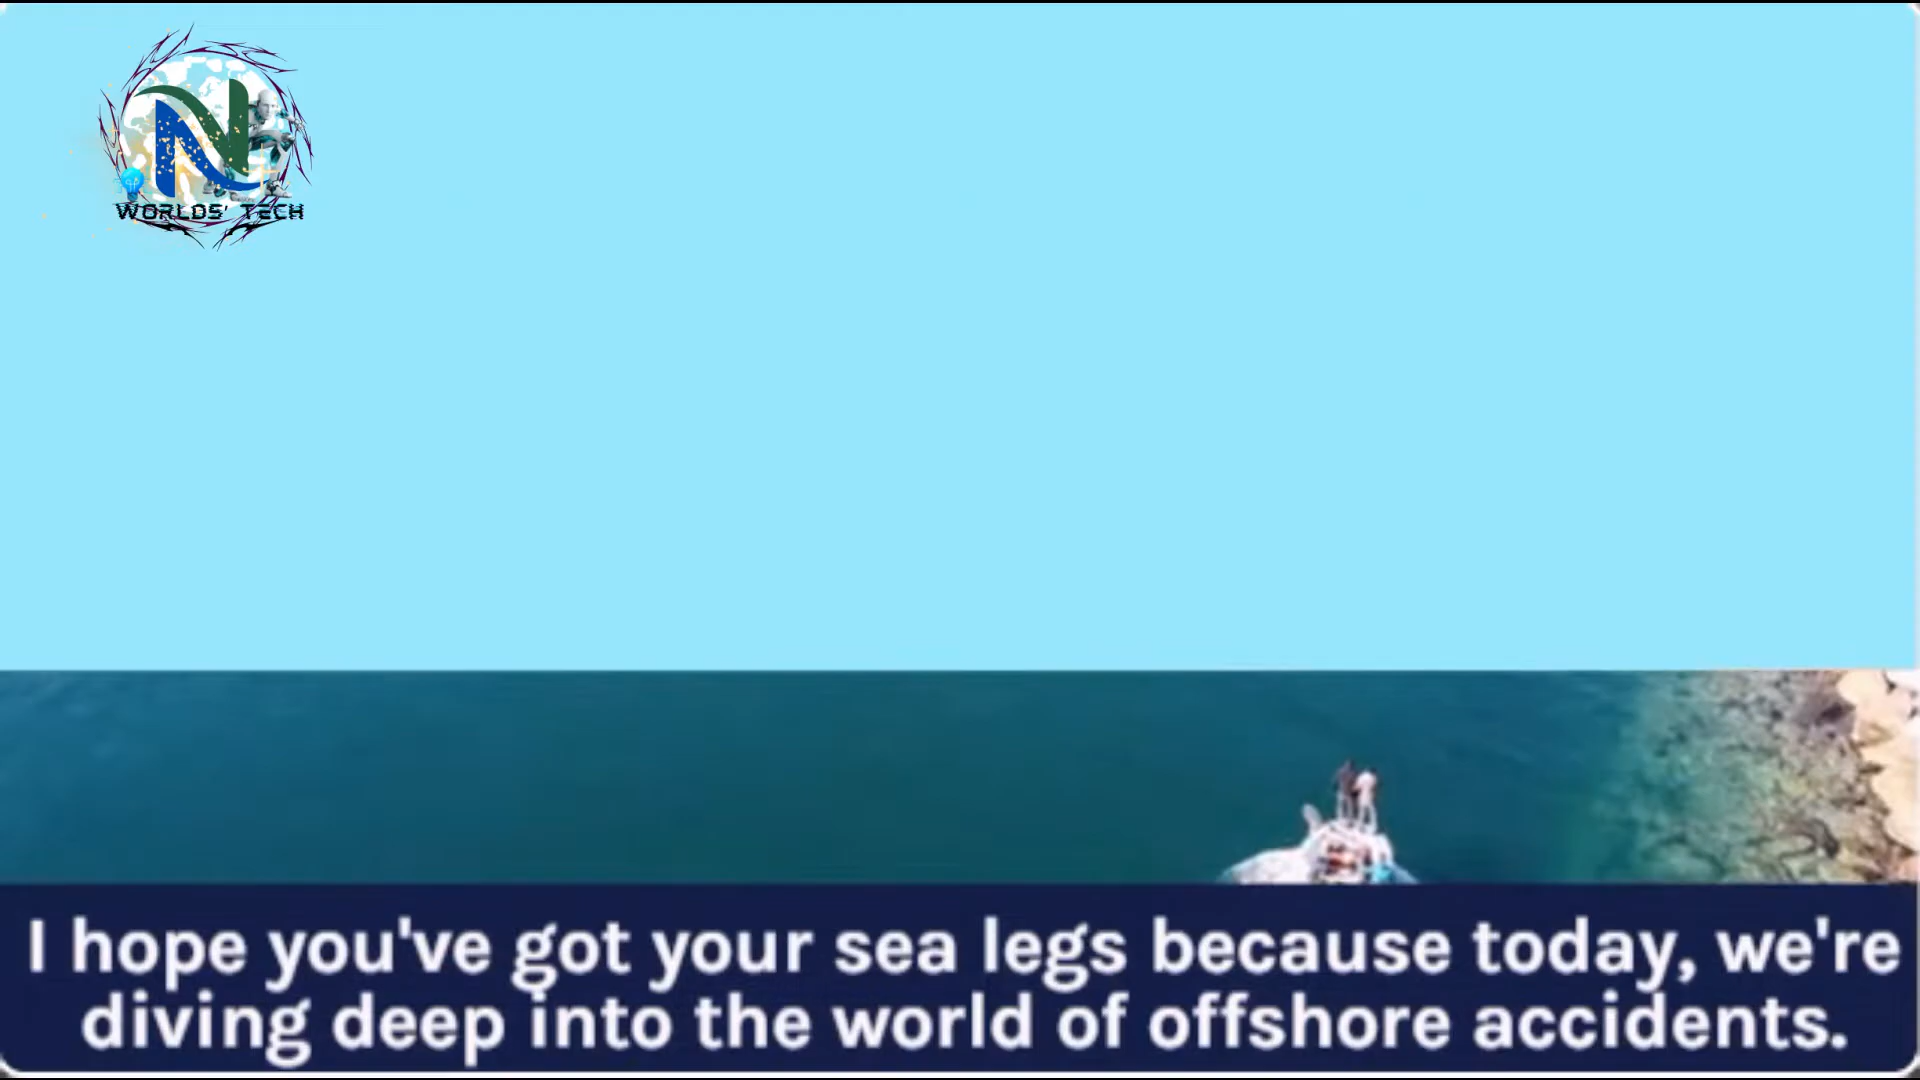 WORLDS' TECH
I hope you've got your sea legs because today, we're
diving deep into the world of offshore accidents.